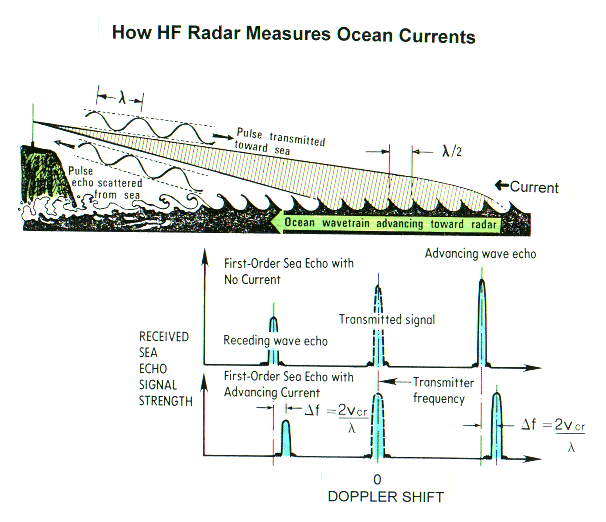 How HF Radar Measures Ocean Currents
λ
Pulse transmitted
toward sea
λ/2
Pulse
echo scattered
from sea
Current
Ocean wavetrain advancing toward radar
Advancing wave echo
First-Order Sea Echo with
No Current
Transmitted signal
Receding wave echo
RECEIVED
SEA
ECHO
SIGNAL
STRENGTH
First-Order Sea Echo with
Advancing Current
Transmitter
frequency
Δf = 2vcr/λ
Δf = 2vcr/λ
0
DOPPLER SHIFT